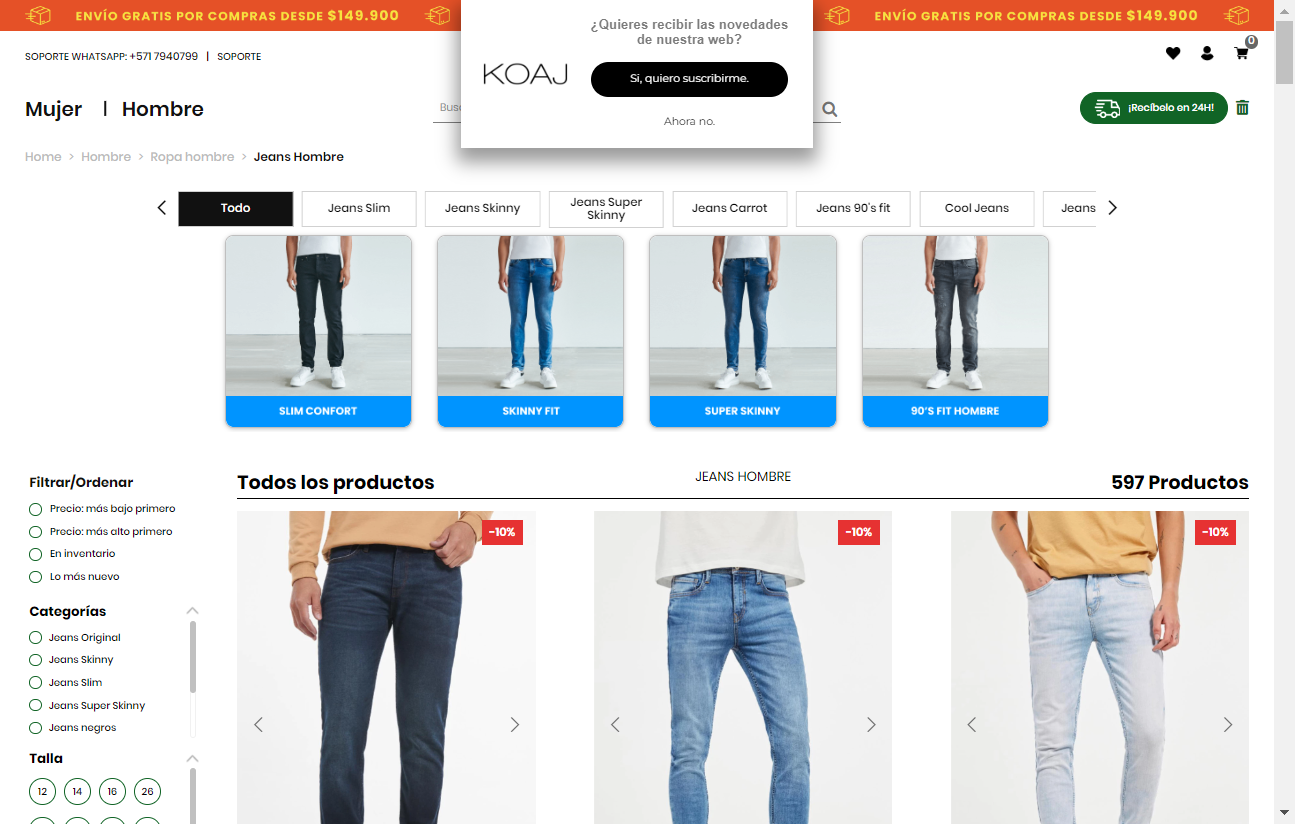 ENVÍO GRATIS POR COMPRAS DESDE $149.900
ENVÍO GRATIS POR COMPRAS DESDE $149.900
¿Quieres recibir las novedades
de nuestra web?
KOAJ
Si, quiero suscribirme.
Ahora no.
SOPORTE WHATSAPP: +571 7940799 | SOPORTE
0
Mujer | Hombre
Busc
¡Recíbelo en 24H!
Home > Hombre > Ropa hombre > Jeans Hombre
Todo
Jeans Slim
Jeans Skinny
Jeans Super
Skinny
Jeans Carrot
Jeans 90's fit
Cool Jeans
Jeans
SLIM CONFORT
SKINNY FIT
SUPER SKINNY
90'S FIT HOMBRE
Filtrar/Ordenar
Precio: más bajo primero
Precio: más alto primero
En inventario
Lo más nuevo
Categorías
Jeans Original
Jeans Skinny
Jeans Slim
Jeans Super Skinny
Jeans negros
Talla
12 14 16 26
Todos los productos
JEANS HOMBRE
597 Productos
-10%
-10%
-10%